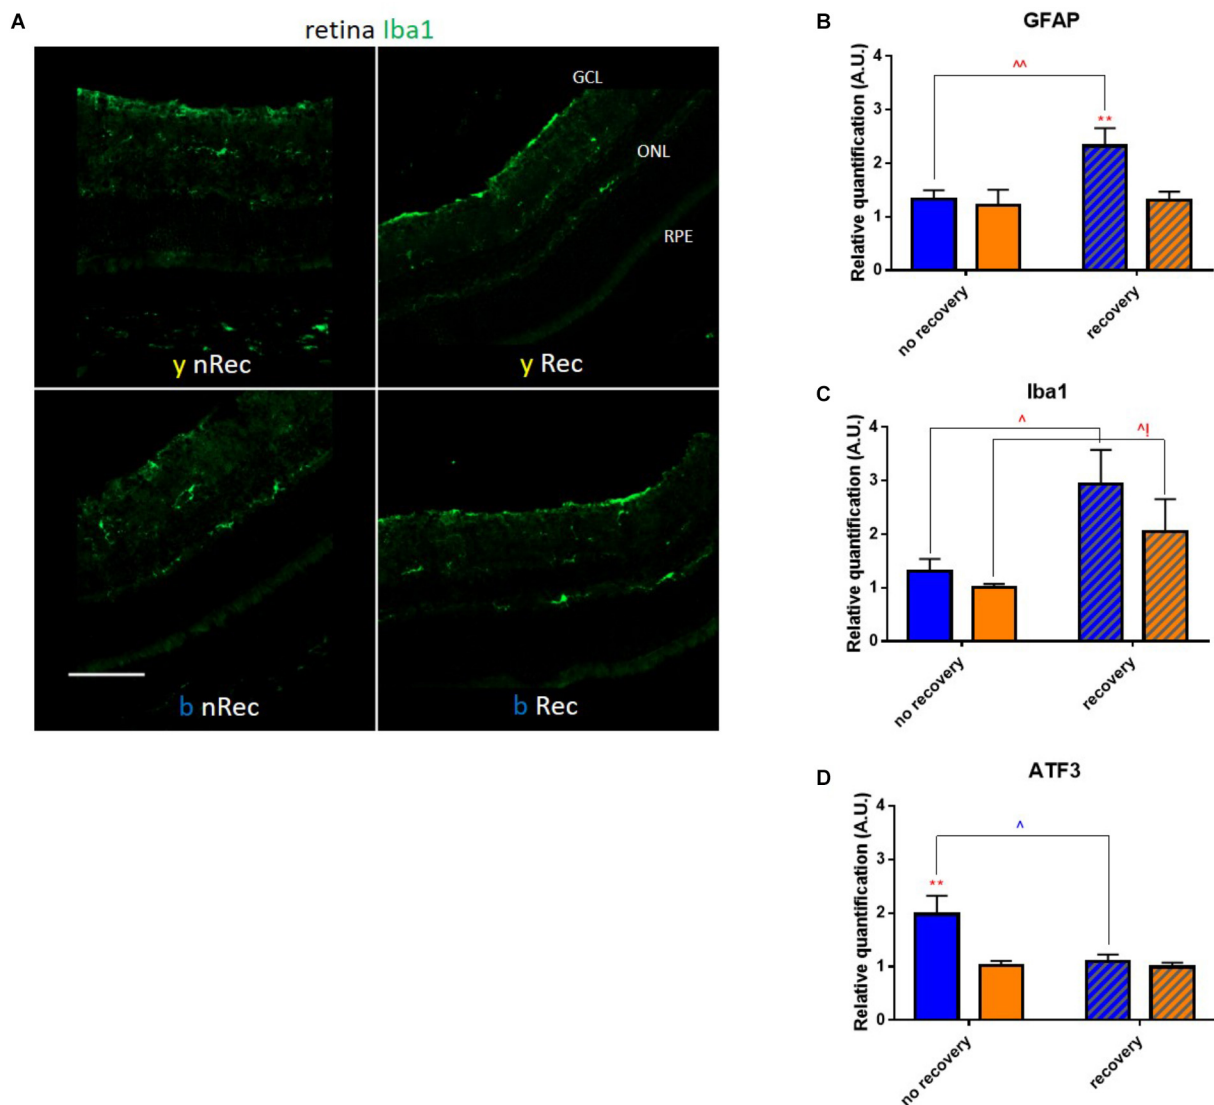 A
retina Iba1
GCL
ONL
RPE
y nRec
y Rec
b nRec
b Rec
B
GFAP
Relative quantification (A.U.)
4
3
2
1
0
^^
**
no recovery
recovery
C
Iba1
Relative quantification (A.U.)
4
3
2
1
0
^
^!
no recovery
recovery
D
ATF3
Relative quantification (A.U.)
4
3
2
1
0
^
**
no recovery
recovery